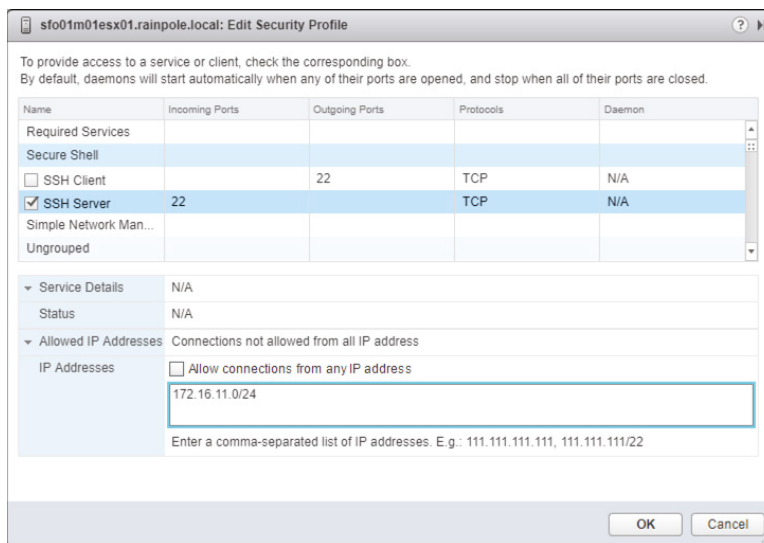 sfo01m01esx01.rainpole.local: Edit Security Profile ?
To provide access to a service or client, check the corresponding box.
By default, daemons will start automatically when any of their ports are opened, and stop when all of their ports are closed.
Name Incoming Ports Outgoing Ports Protocols Daemon
Required Services
Secure Shell
SSH Client 22 TCP N/A
SSH Server 22 TCP N/A
Simple Network Man...
Ungrouped
Service Details N/A
Status N/A
Allowed IP Addresses Connections not allowed from all IP address
IP Addresses Allow connections from any IP address
172.16.11.0/24
Enter a comma-separated list of IP addresses. E.g.: 111.111.111.111, 111.111.111/22
OK Cancel